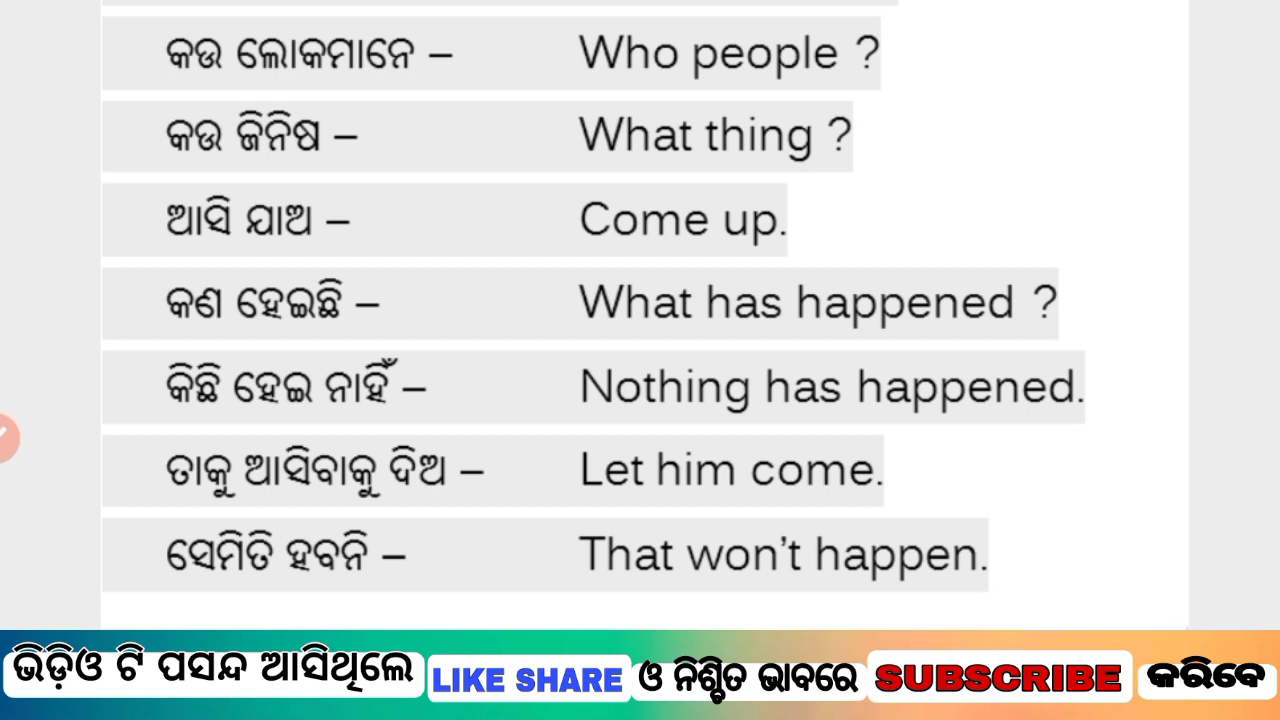 କଉ ଲୋକମାନେ – Who people ?
କଉ ଜିନିଷ – What thing ?
ଆସି ଯାଅ – Come up.
କଣ ହେଇଛି – What has happened ?
କିଛି ହେଇ ନାହିଁ – Nothing has happened.
ତାକୁ ଆସିବାକୁ ଦିଅ – Let him come.
ସେମିତି ହବନି – That won't happen.
ଭିଡ଼ିଓ ଟି ପସନ୍ଦ ଆସିଥିଲେ LIKE SHARE ଓ ନିଶ୍ଚିତ ଭାବରେ SUBSCRIBE କରିବେ